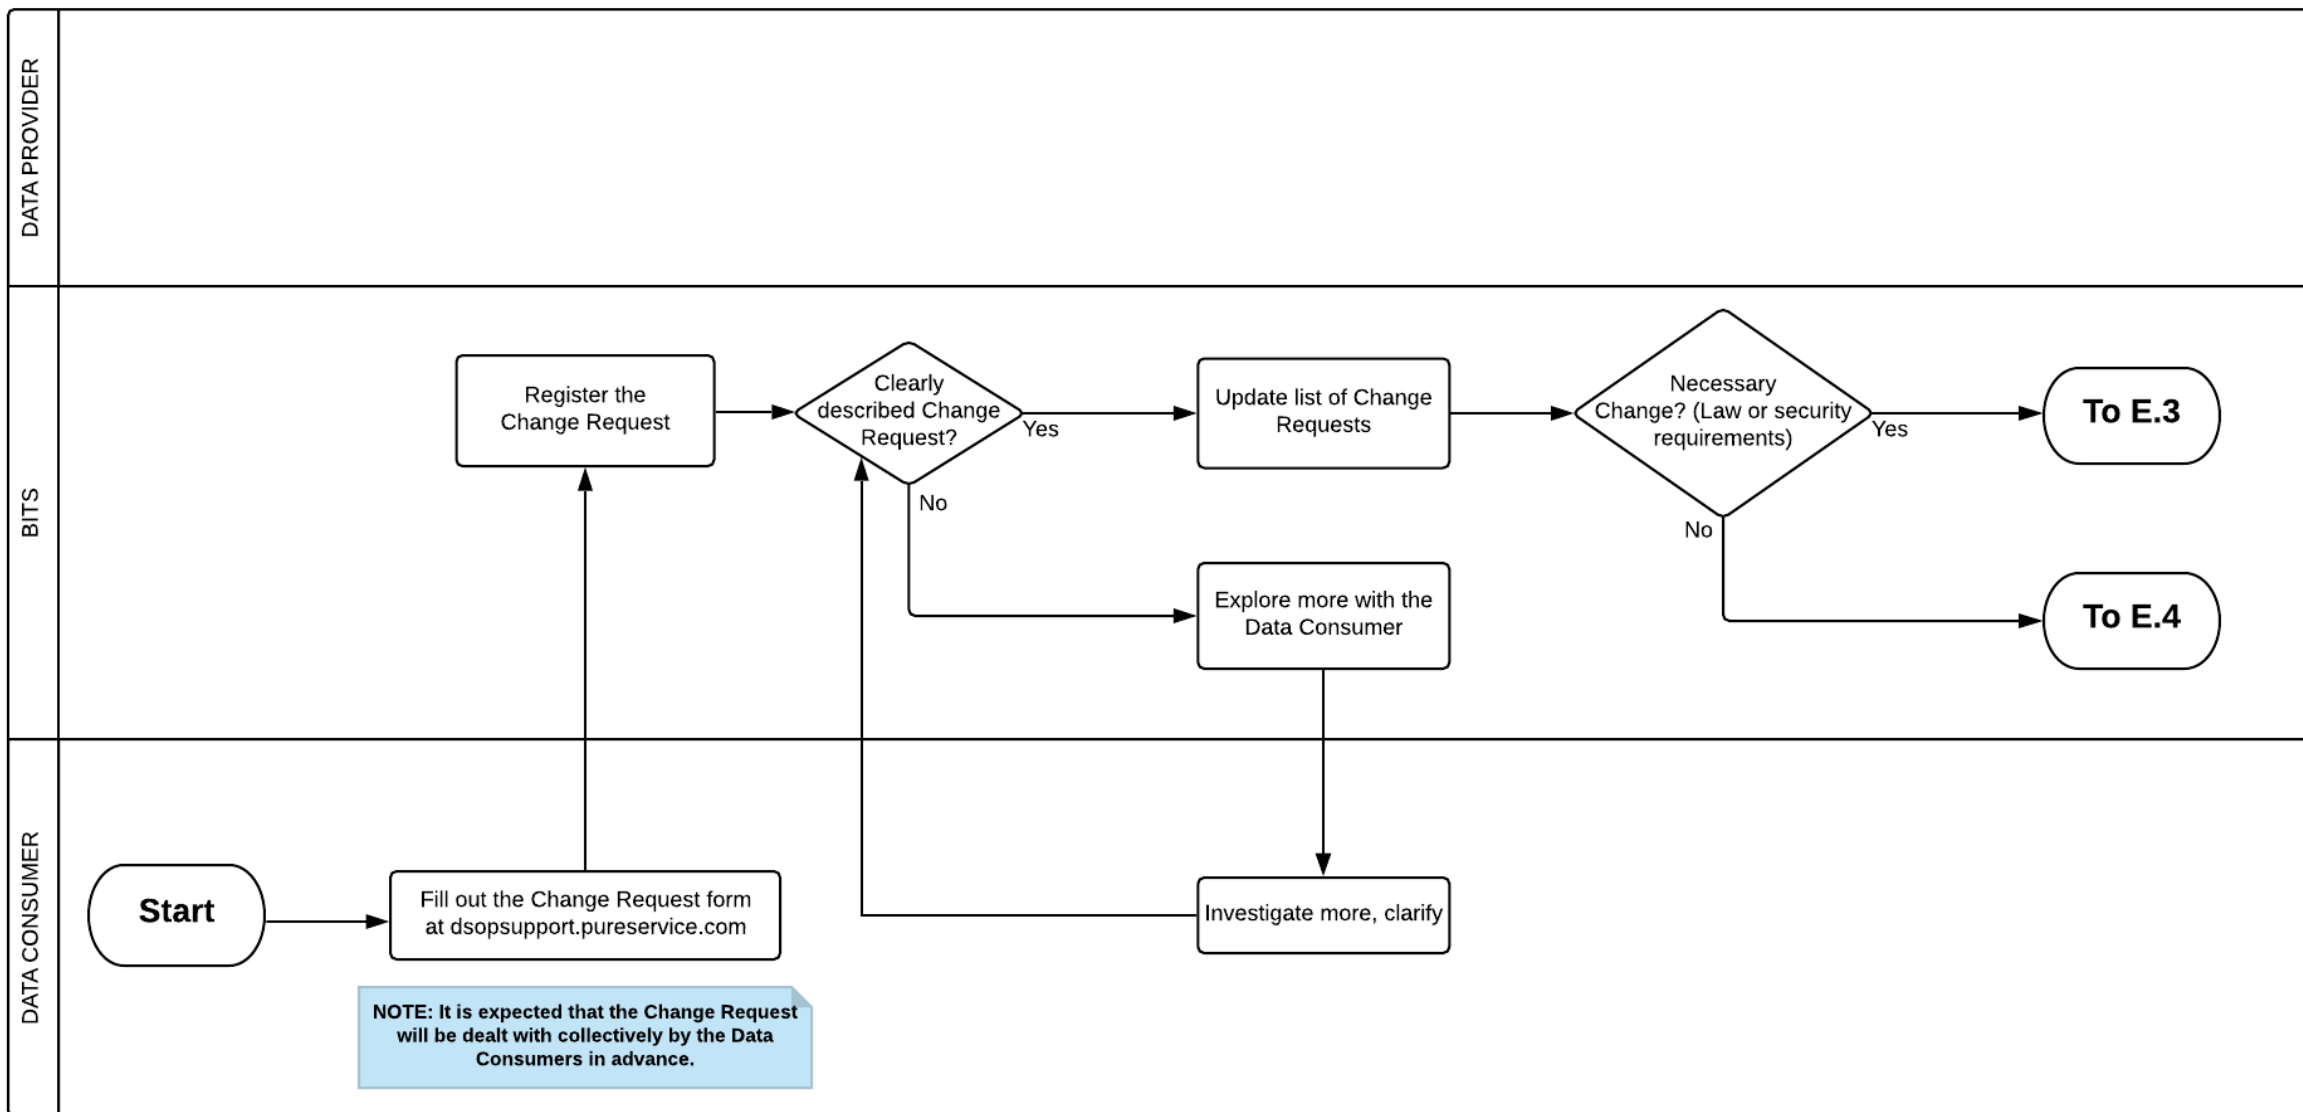 DATA PROVIDER
BITS
Register the
Change Request
Clearly
described Change
Request?
Yes
No
Update list of Change
Requests
Necessary
Change? (Law or security
requirements)
Yes
No
To E.3
Explore more with the
Data Consumer
To E.4
DATA CONSUMER
Start
Fill out the Change Request form
at dsopsupport.pureservice.com
Investigate more, clarify
NOTE: It is expected that the Change Request
will be dealt with collectively by the Data
Consumers in advance.